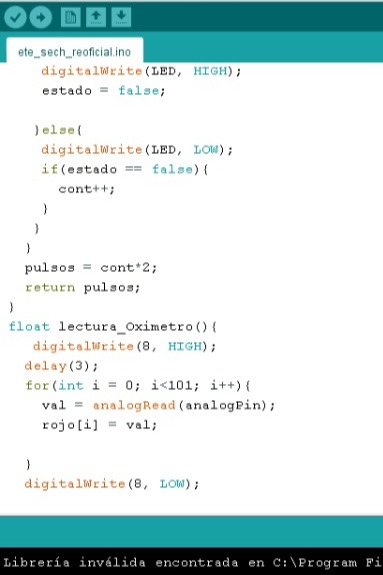 ete_sech_reoficial.ino
digitalWrite(LED, HIGH);
estado = false;
}else{
digitalWrite(LED, LOW);
if(estado == false){
cont++;
}
}
}
pulsos = cont*2;
return pulsos;
}
float lectura_Oximetro(){
digitalWrite(8, HIGH);
delay(3);
for(int i = 0; i<101; i++){
val = analogRead(analogPin);
rojo[i] = val;
}
digitalWrite(8, LOW);
Librería inválida encontrada en C:\Program Fi